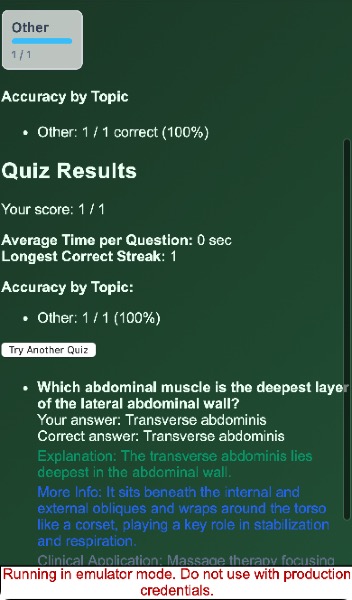 Other
1 / 1
Accuracy by Topic
• Other: 1 / 1 correct (100%)
Quiz Results
Your score: 1 / 1
Average Time per Question: 0 sec
Longest Correct Streak: 1
Accuracy by Topic:
• Other: 1 / 1 (100%)
Try Another Quiz
• Which abdominal muscle is the deepest layer
of the lateral abdominal wall?
Your answer: Transverse abdominis
Correct answer: Transverse abdominis
Explanation: The transverse abdominis lies
deepest in the abdominal wall.
More Info: It sits beneath the internal and
external obliques and wraps around the torso
like a corset, playing a key role in stabilization
and respiration.
Clinical Application: Massage therapy focusing
Running in emulator mode. Do not use with production
credentials.